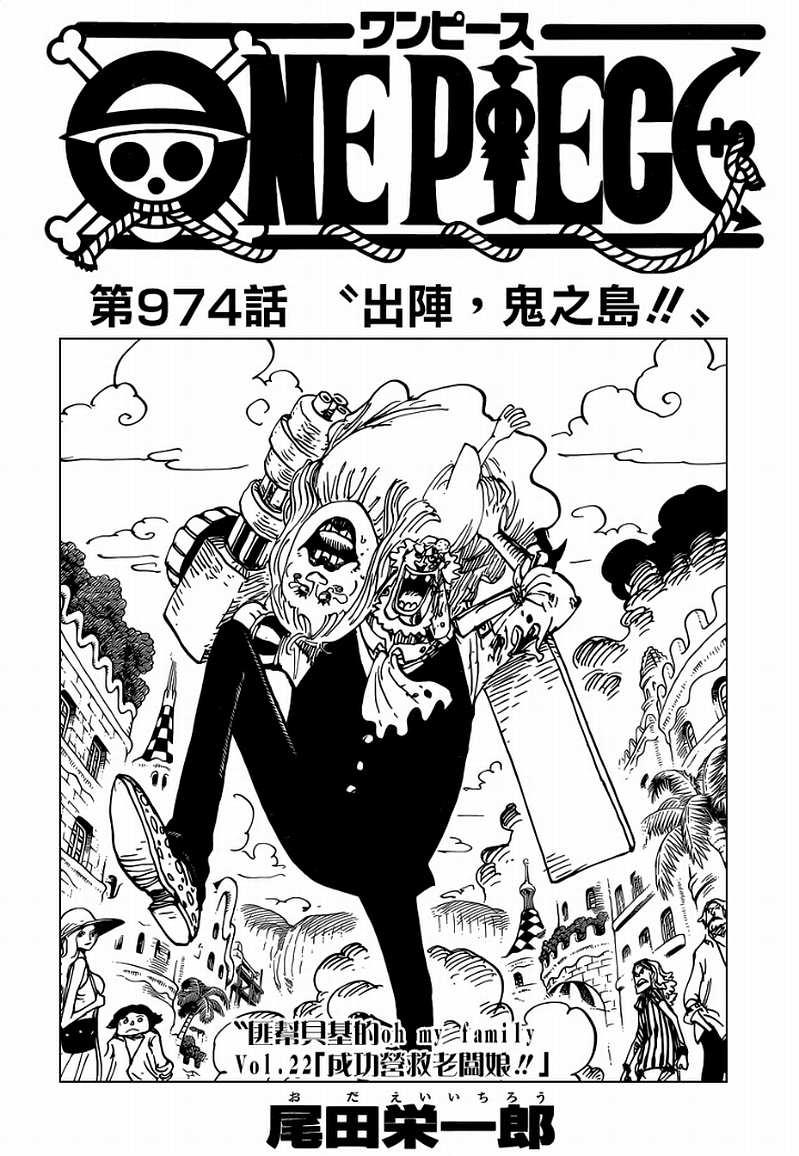 ワンピース
ONE PIECE
第974話 〝出陣，鬼之島!!〟
〝匪幫貝基的oh my family
Vol.22「成功營救老闆娘!!」
おだえいいちろう
尾田栄一郎